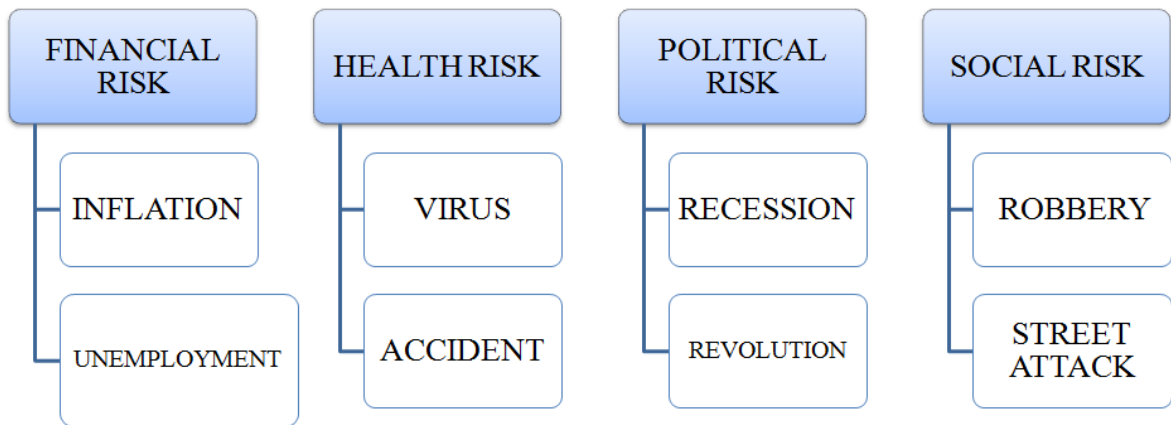 FINANCIAL
RISK
INFLATION
UNEMPLOYMENT
HEALTH RISK
VIRUS
ACCIDENT
POLITICAL
RISK
RECESSION
REVOLUTION
SOCIAL RISK
ROBBERY
STREET
ATTACK